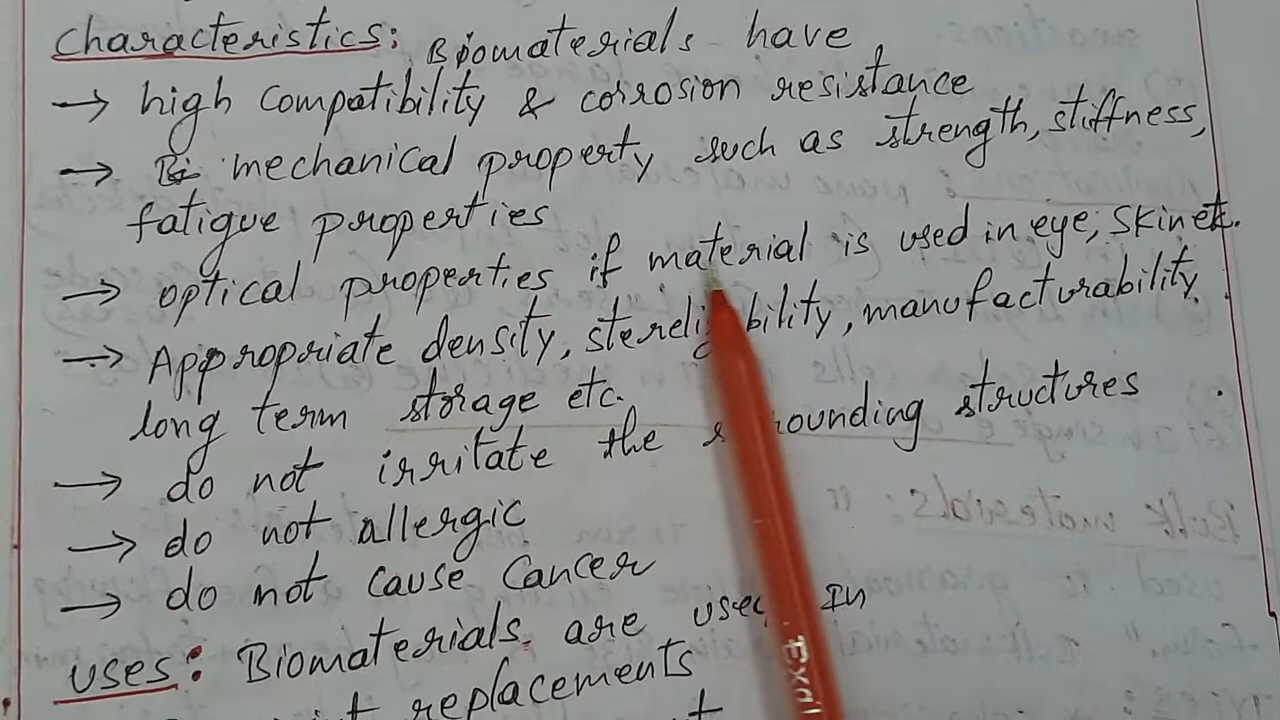 Characteristics: Biomaterials have
→ high compatibility & corrosion resistance
→ mechanical property such as strength, stiffness,
fatigue properties
→ optical properties if material is used in eye, skin etc.
→ Appropriate density, manufacturability
long term storage etc.
→ do not irritate the structures
→ do not allergic
→ do not cause cancer
Uses: Biomaterials are used in
replacements
Exal